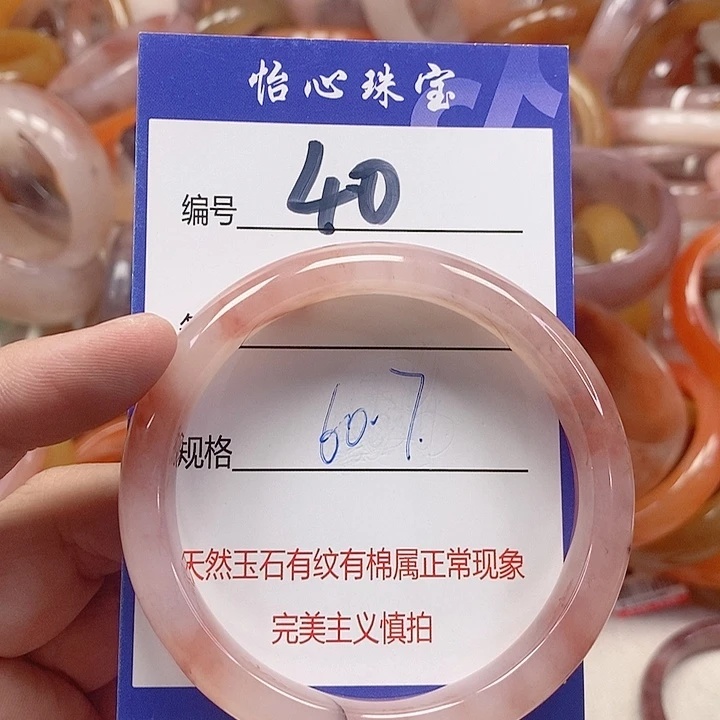 怡心珠宝
编号 40
规格 60.7
天然玉石有纹有棉属正常现象
完美主义慎拍